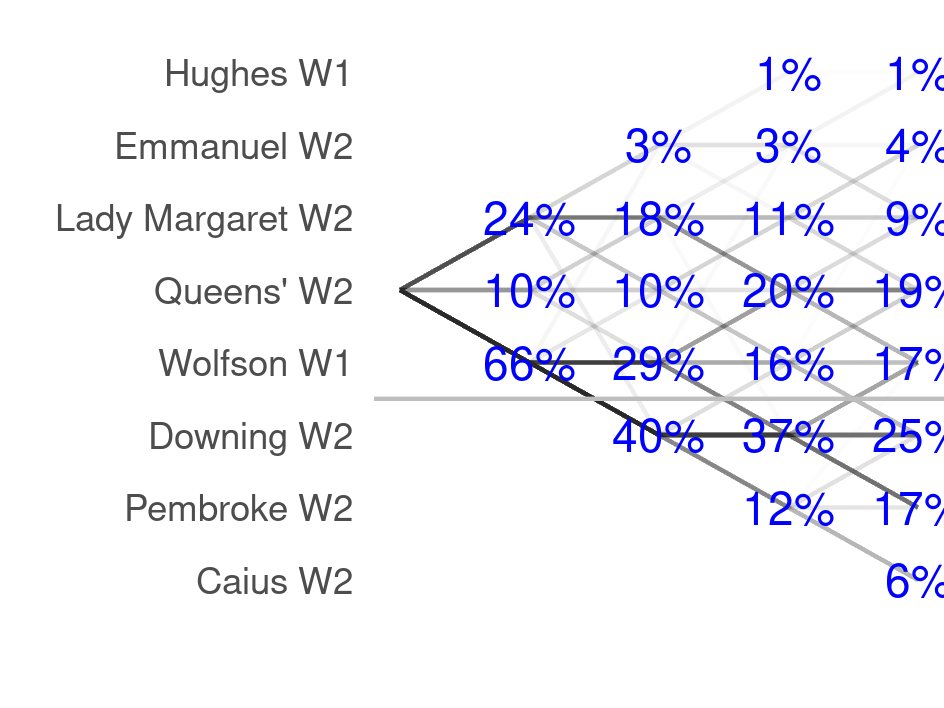 Hughes W1 1% 1%
Emmanuel W2 3% 3% 4%
Lady Margaret W2 24% 18% 11% 9%
Queens' W2 10% 10% 20% 19%
Wolfson W1 66% 29% 16% 17%
Downing W2 40% 37% 25%
Pembroke W2 12% 17%
Caius W2 6%